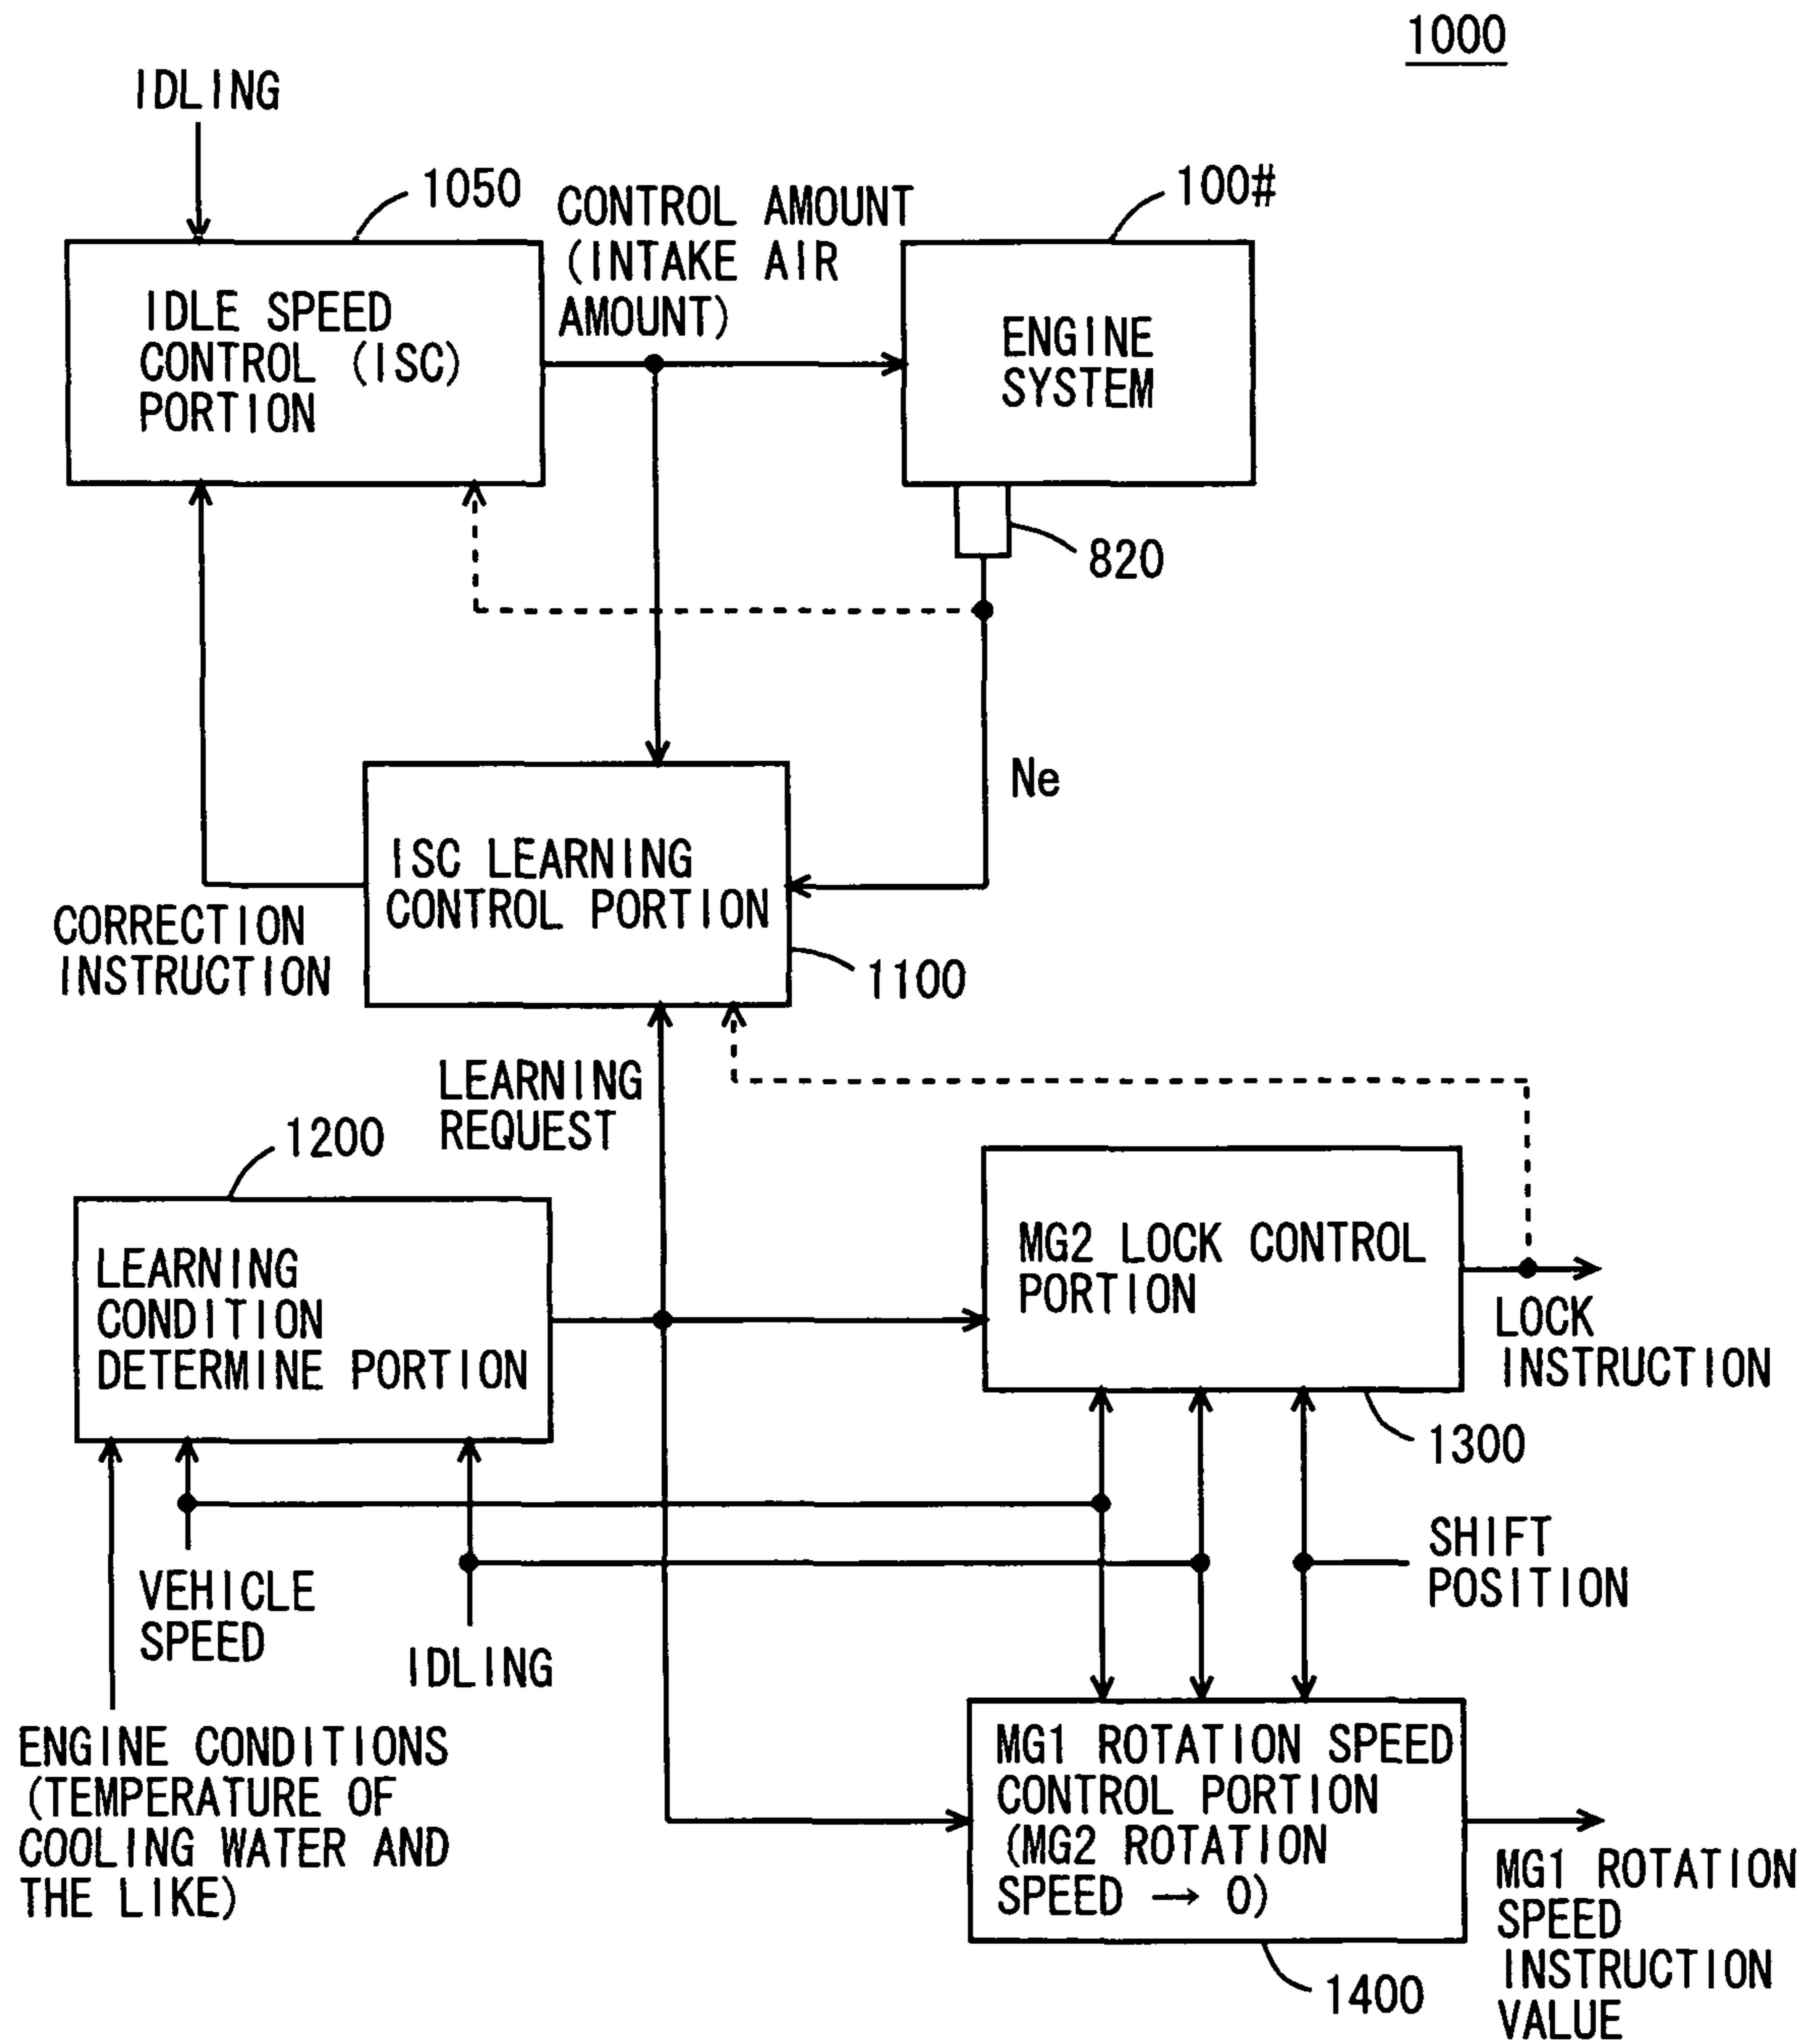 1000
IDLING
1050
CONTROL AMOUNT
(INTAKE AIR
AMOUNT)
100#
IDLE SPEED
CONTROL (ISC)
PORTION
ENGINE
SYSTEM
820
Ne
ISC LEARNING
CONTROL PORTION
CORRECTION
INSTRUCTION
1100
LEARNING
REQUEST
1200
LEARNING
CONDITION
DETERMINE PORTION
MG2 LOCK CONTROL
PORTION
LOCK
INSTRUCTION
1300
SHIFT
POSITION
VEHICLE
SPEED
IDLING
ENGINE CONDITIONS
(TEMPERATURE OF
COOLING WATER AND
THE LIKE)
MG1 ROTATION SPEED
CONTROL PORTION
(MG2 ROTATION
SPEED → 0)
MG1 ROTATION
SPEED
INSTRUCTION
VALUE
1400